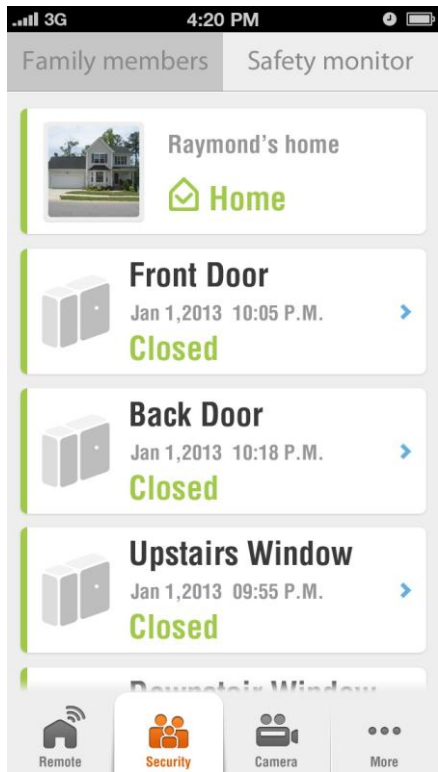 3G 4:20 PM
Family members Safety monitor
Raymond's home
Home
Front Door
Jan 1,2013 10:05 P.M.
Closed
Back Door
Jan 1,2013 10:18 P.M.
Closed
Upstairs Window
Jan 1,2013 09:55 P.M.
Closed
Downstair Window
Remote Security Camera More